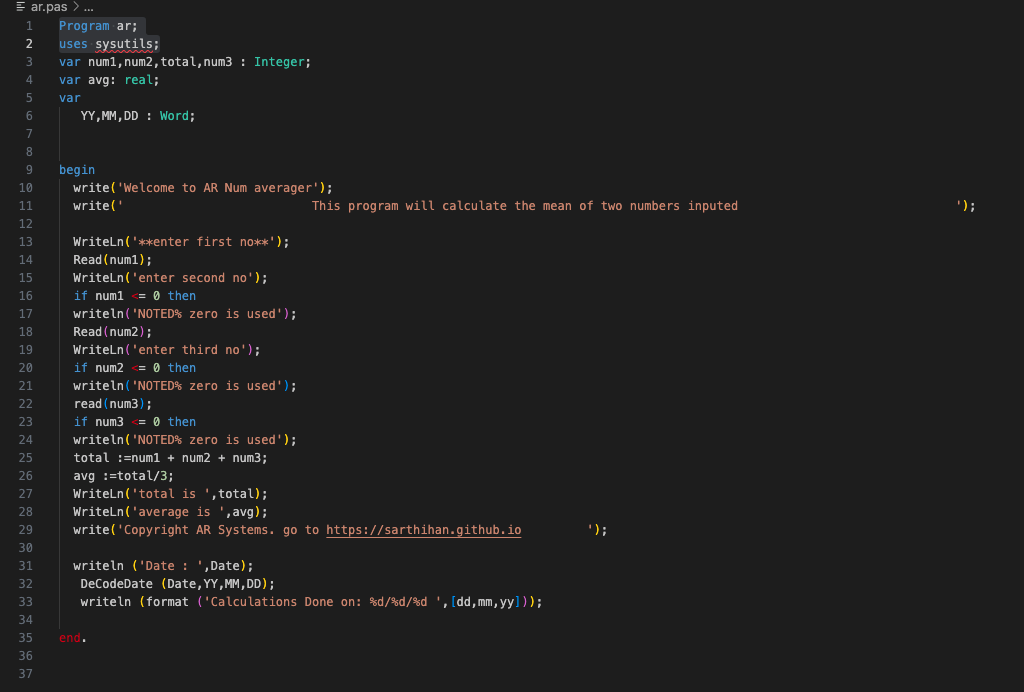 ar.pas > ...
1 Program ar;
2 uses sysutils;
3 var num1,num2,total,num3 : Integer;
4 var avg: real;
5 var
6 YY,MM,DD : Word;
7
8
9 begin
10 write('Welcome to AR Num averager');
11 write(' This program will calculate the mean of two numbers inputed ');
12
13 WriteLn('**enter first no**');
14 Read(num1);
15 WriteLn('enter second no');
16 if num1 <= 0 then
17 writeln('NOTED% zero is used');
18 Read(num2);
19 WriteLn('enter third no');
20 if num2 <= 0 then
21 writeln('NOTED% zero is used');
22 read(num3);
23 if num3 <= 0 then
24 writeln('NOTED% zero is used');
25 total :=num1 + num2 + num3;
26 avg :=total/3;
27 WriteLn('total is ',total);
28 WriteLn('average is ',avg);
29 write('Copyright AR Systems. go to https://sarthihan.github.io ');
30
31 writeln ('Date : ',Date);
32 DeCodeDate (Date,YY,MM,DD);
33 writeln (format ('Calculations Done on: %d/%d/%d ',[dd,mm,yy]));
34
35 end.
36
37